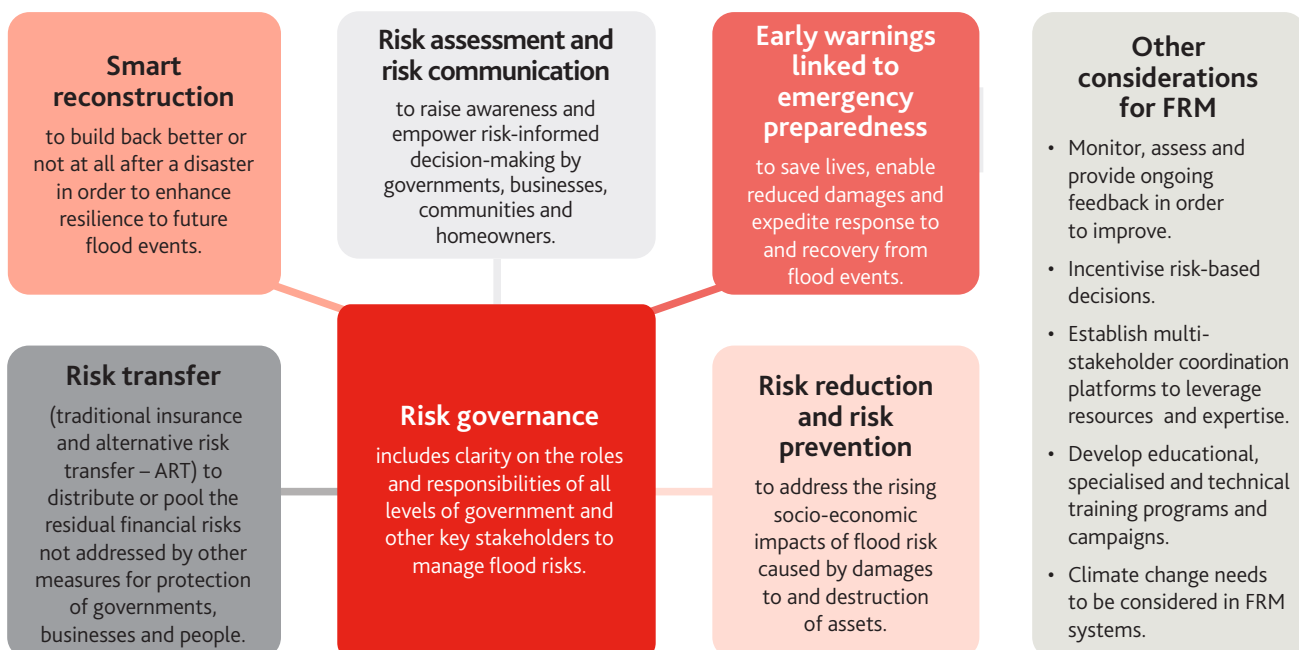 Smart
reconstruction
to build back better or
not at all after a disaster
in order to enhance
resilience to future
flood events.
Risk assessment and
risk communication
to raise awareness and
empower risk-informed
decision-making by
governments, businesses,
communities and
homeowners.
Early warnings
linked to
emergency
preparedness
to save lives, enable
reduced damages and
expedite response to
and recovery from
flood events.
Risk transfer
(traditional insurance
and alternative risk
transfer – ART) to
distribute or pool the
residual financial risks
not addressed by other
measures for protection
of governments,
businesses and people.
Risk governance
includes clarity on the roles
and responsibilities of all
levels of government and
other key stakeholders to
manage flood risks.
Risk reduction
and risk
prevention
to address the rising
socio-economic
impacts of flood risk
caused by damages
to and destruction
of assets.
Other
considerations
for FRM
• Monitor, assess and
provide ongoing
feedback in order
to improve.
• Incentivise risk-based
decisions.
• Establish multi-
stakeholder coordination
platforms to leverage
resources and expertise.
• Develop educational,
specialised and technical
training programs and
campaigns.
• Climate change needs
to be considered in FRM
systems.